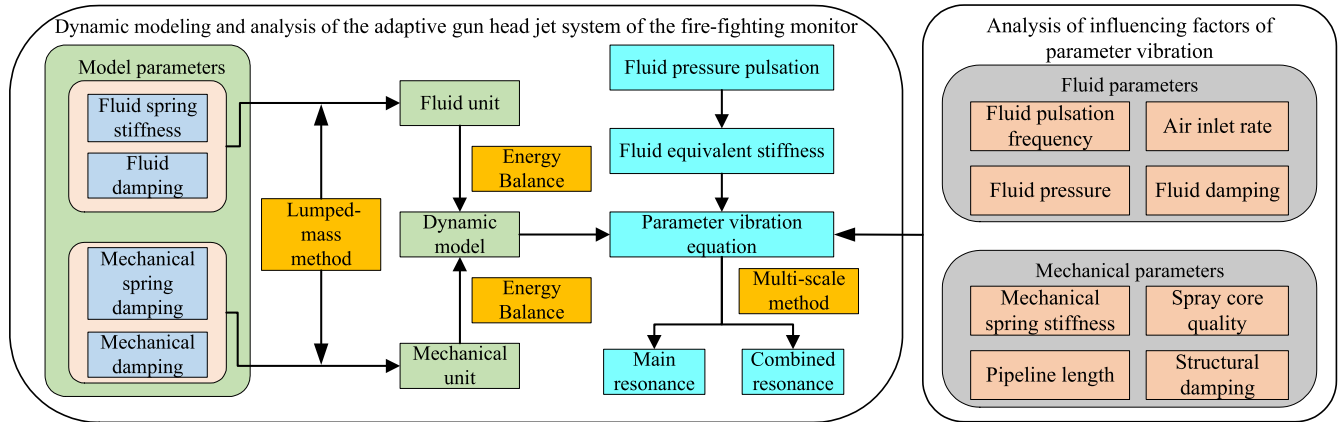 Dynamic modeling and analysis of the adaptive gun head jet system of the fire-fighting monitor
Model parameters
Fluid spring
stiffness
Fluid
damping
Mechanical
spring
damping
Mechanical
damping
Lumped-
mass
method
Fluid unit
Energy
Balance
Dynamic
model
Energy
Balance
Mechanical
unit
Fluid pressure pulsation
Fluid equivalent stiffness
Parameter vibration
equation
Multi-scale
method
Main
resonance
Combined
resonance
Analysis of influencing factors of
parameter vibration
Fluid parameters
Fluid pulsation
frequency
Air inlet rate
Fluid pressure
Fluid damping
Mechanical parameters
Mechanical
spring stiffness
Spray core
quality
Pipeline length
Structural
damping